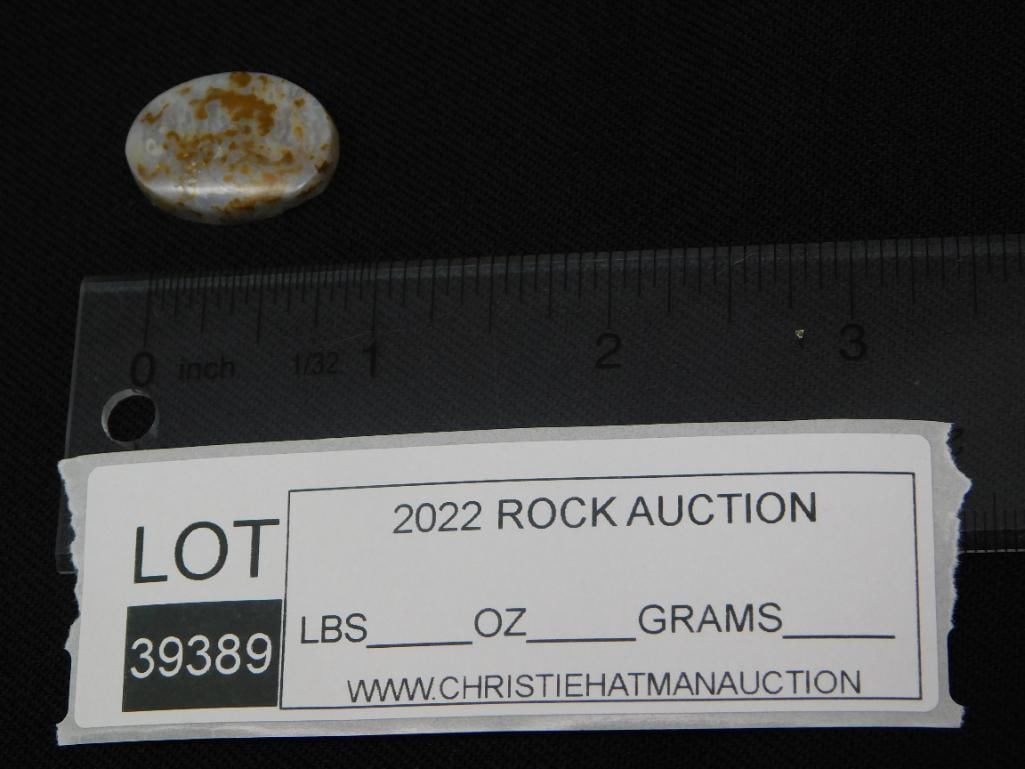 0 inch 1/32 1 2 3
LOT
39389
2022 ROCK AUCTION
LBS_____OZ_____GRAMS_____
WWW.CHRISTIEHATMANAUCTION